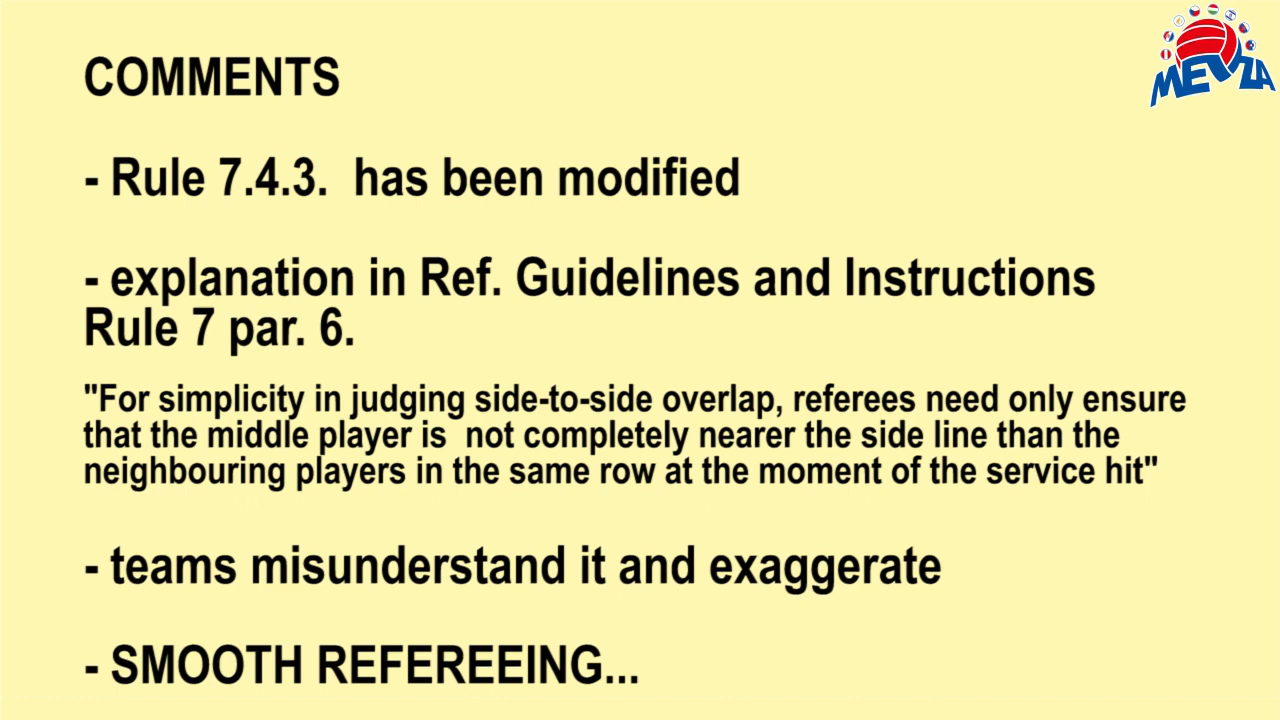 MEVZA
COMMENTS
- Rule 7.4.3.  has been modified
- explanation in Ref. Guidelines and Instructions
Rule 7 par. 6.
"For simplicity in judging side-to-side overlap, referees need only ensure
that the middle player is  not completely nearer the side line than the
neighbouring players in the same row at the moment of the service hit"
- teams misunderstand it and exaggerate
- SMOOTH REFEREEING...